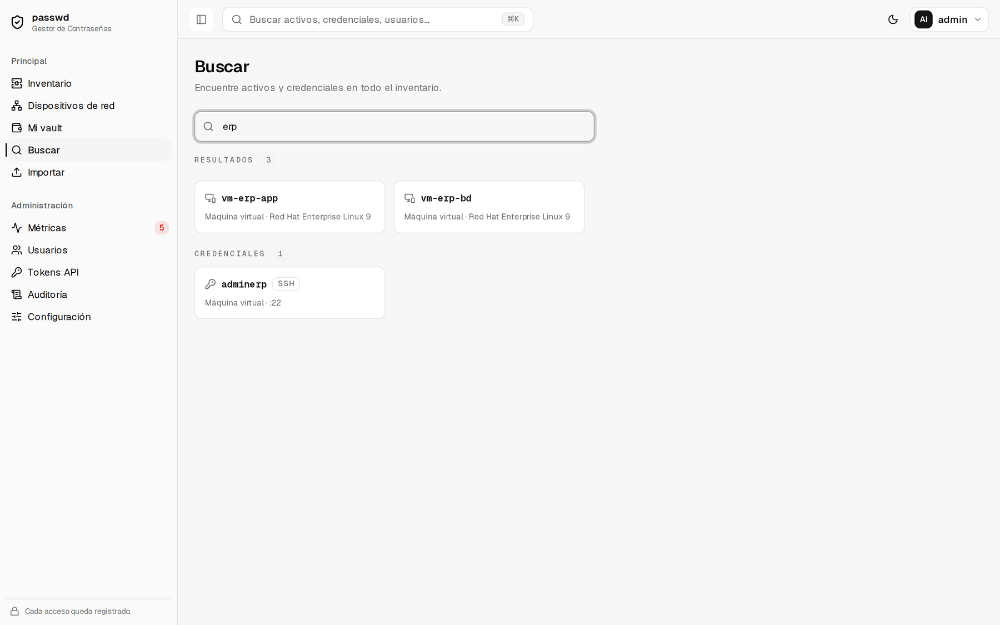 passwd
Gestor de Contraseñas
Principal
Inventario
Dispositivos de red
Mi vault
Buscar
Importar
Administración
Métricas 5
Usuarios
Tokens API
Auditoría
Configuración
Cada acceso queda registrado.
Buscar activos, credenciales, usuarios... ⌘K
AI admin
Buscar
Encuentre activos y credenciales en todo el inventario.
erp
RESULTADOS 3
vm-erp-app
Máquina virtual · Red Hat Enterprise Linux 9
vm-erp-bd
Máquina virtual · Red Hat Enterprise Linux 9
CREDENCIALES 1
adminerp SSH
Máquina virtual · :22